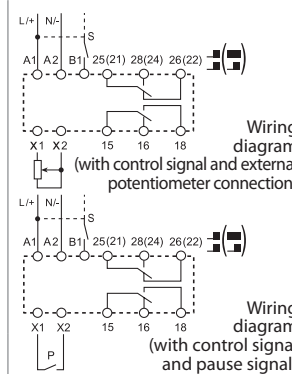 L/+ N/-
S
A1 A2 B1 25(21) 28(24) 26(22)
X1 X2 15 16 18
Wiring
diagram
(with control signal and externa
potentiometer connection
L/+ N/-
S
A1 A2 B1 25(21) 28(24) 26(22)
X1 X2 15 16 18
P
Wiring
diagram
(with control signa
and pause signal